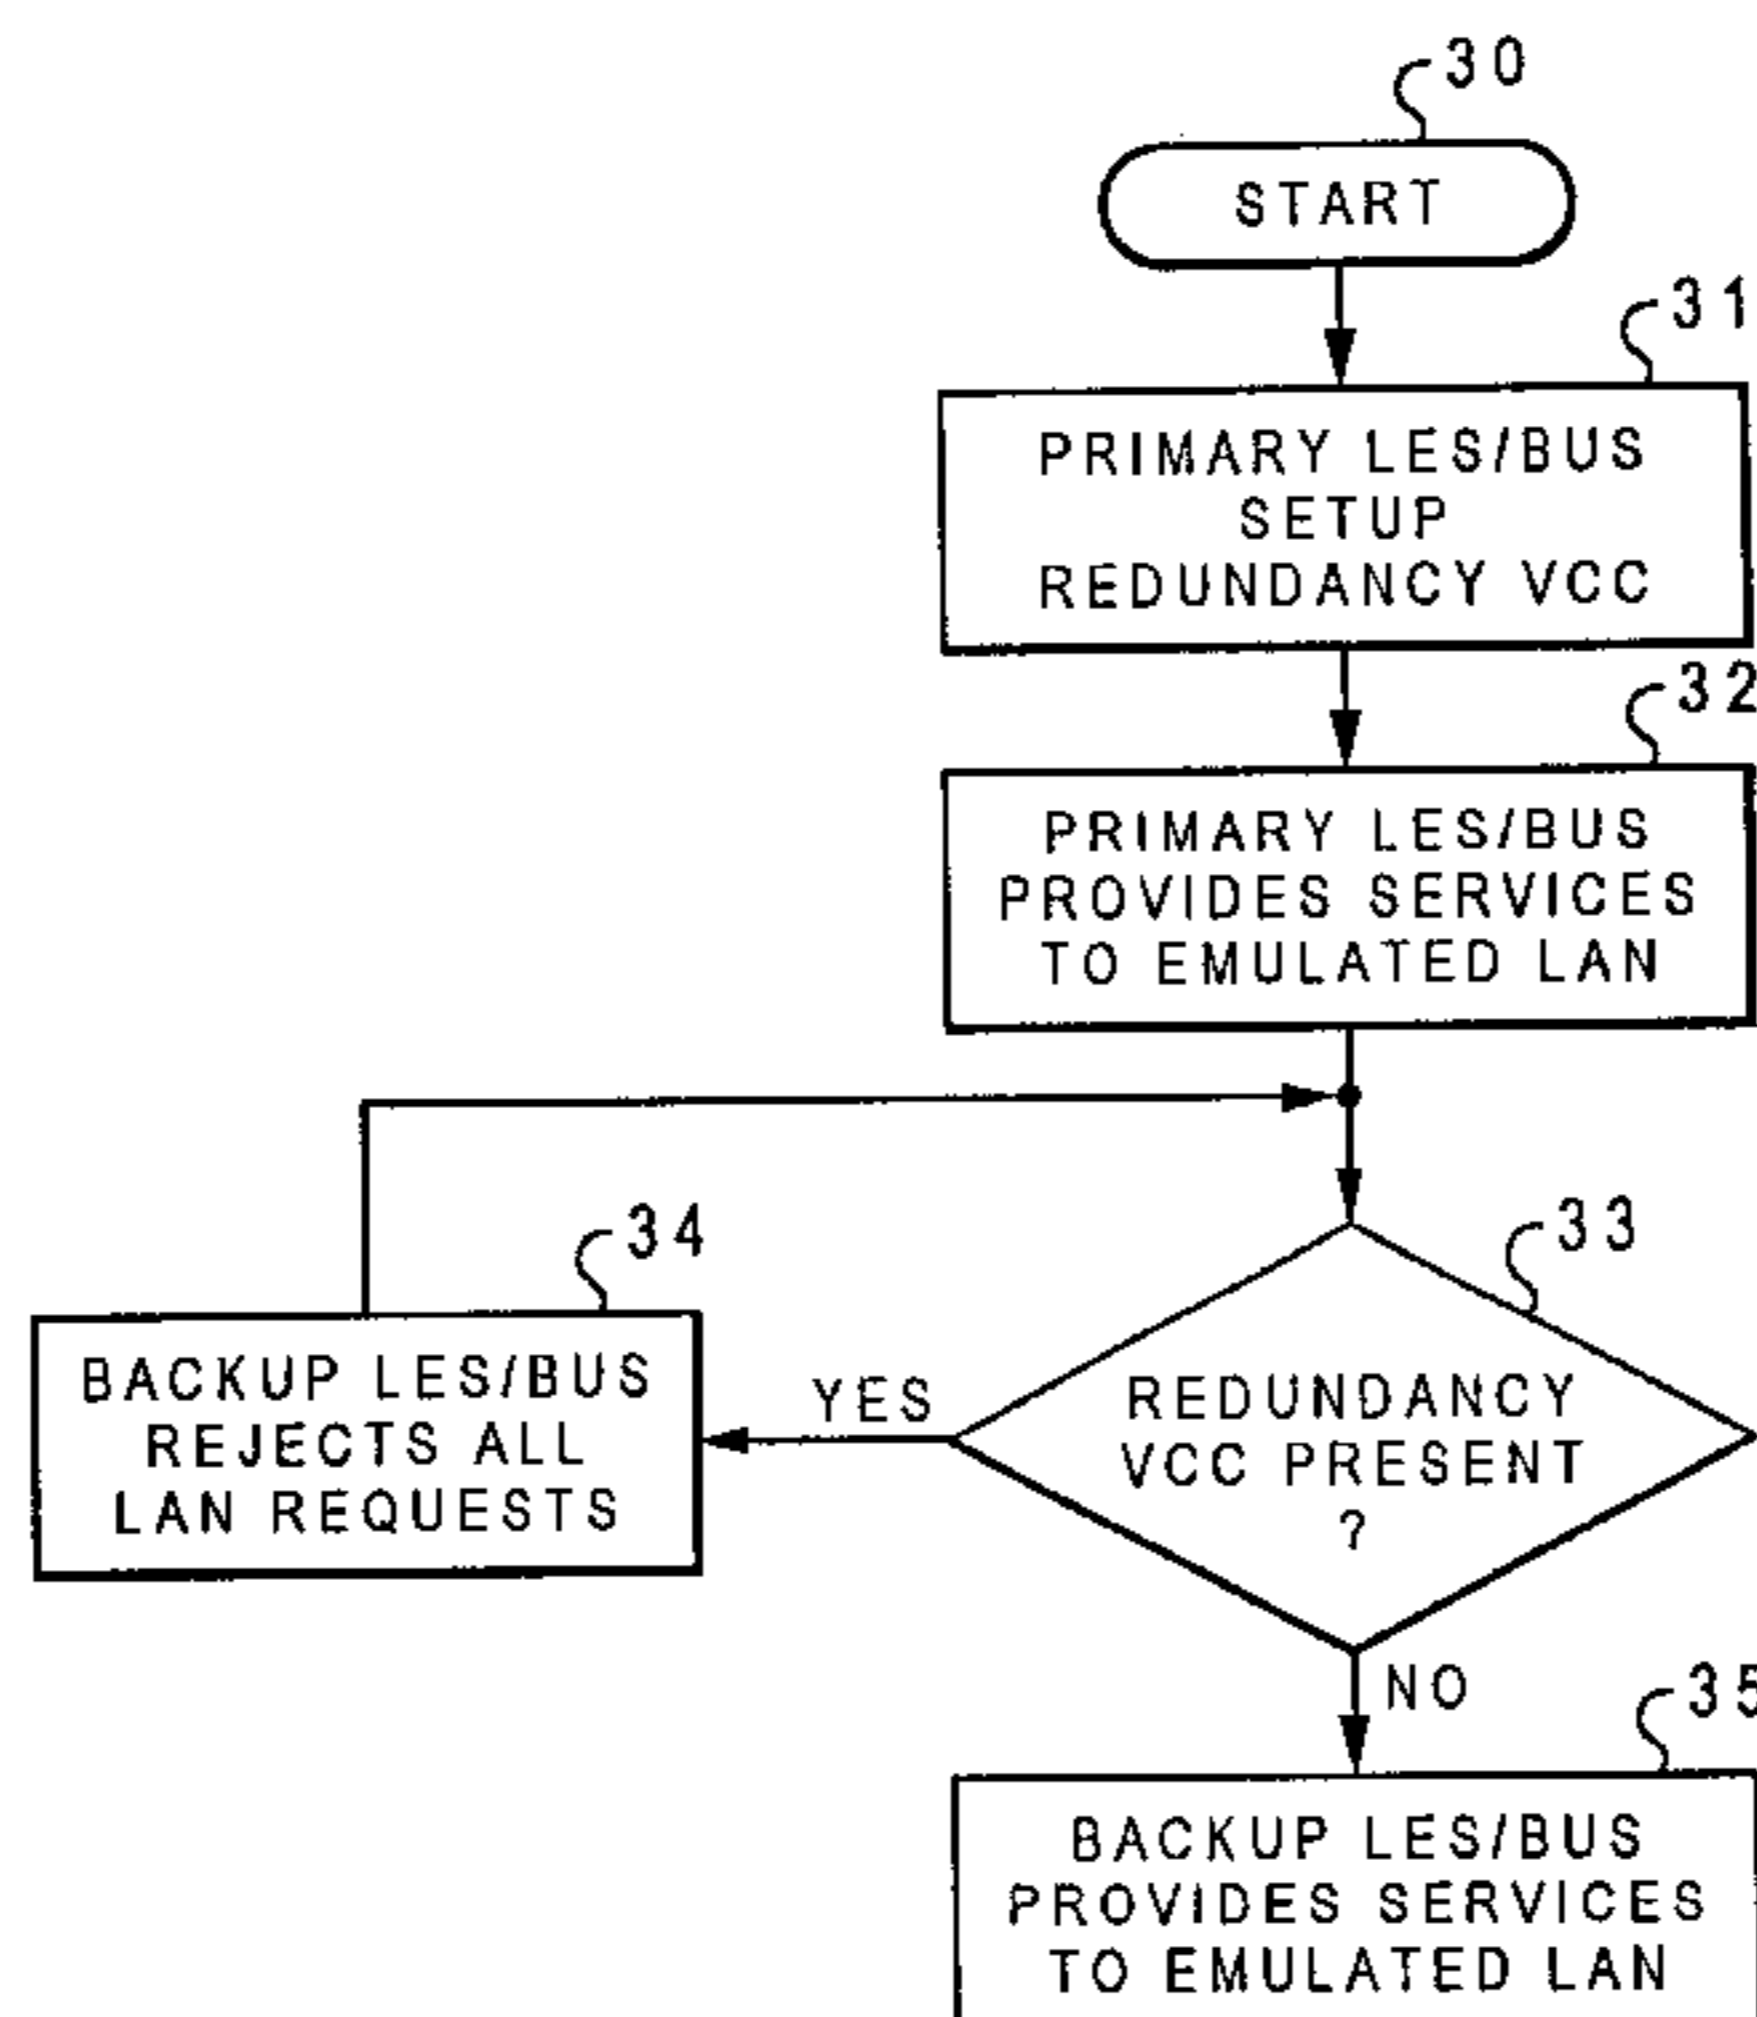 30
START
31
PRIMARY LES/BUS
SETUP
REDUNDANCY VCC
32
PRIMARY LES/BUS
PROVIDES SERVICES
TO EMULATED LAN
33
REDUNDANCY
VCC PRESENT
?
YES
34
BACKUP LES/BUS
REJECTS ALL
LAN REQUESTS
NO
35
BACKUP LES/BUS
PROVIDES SERVICES
TO EMULATED LAN